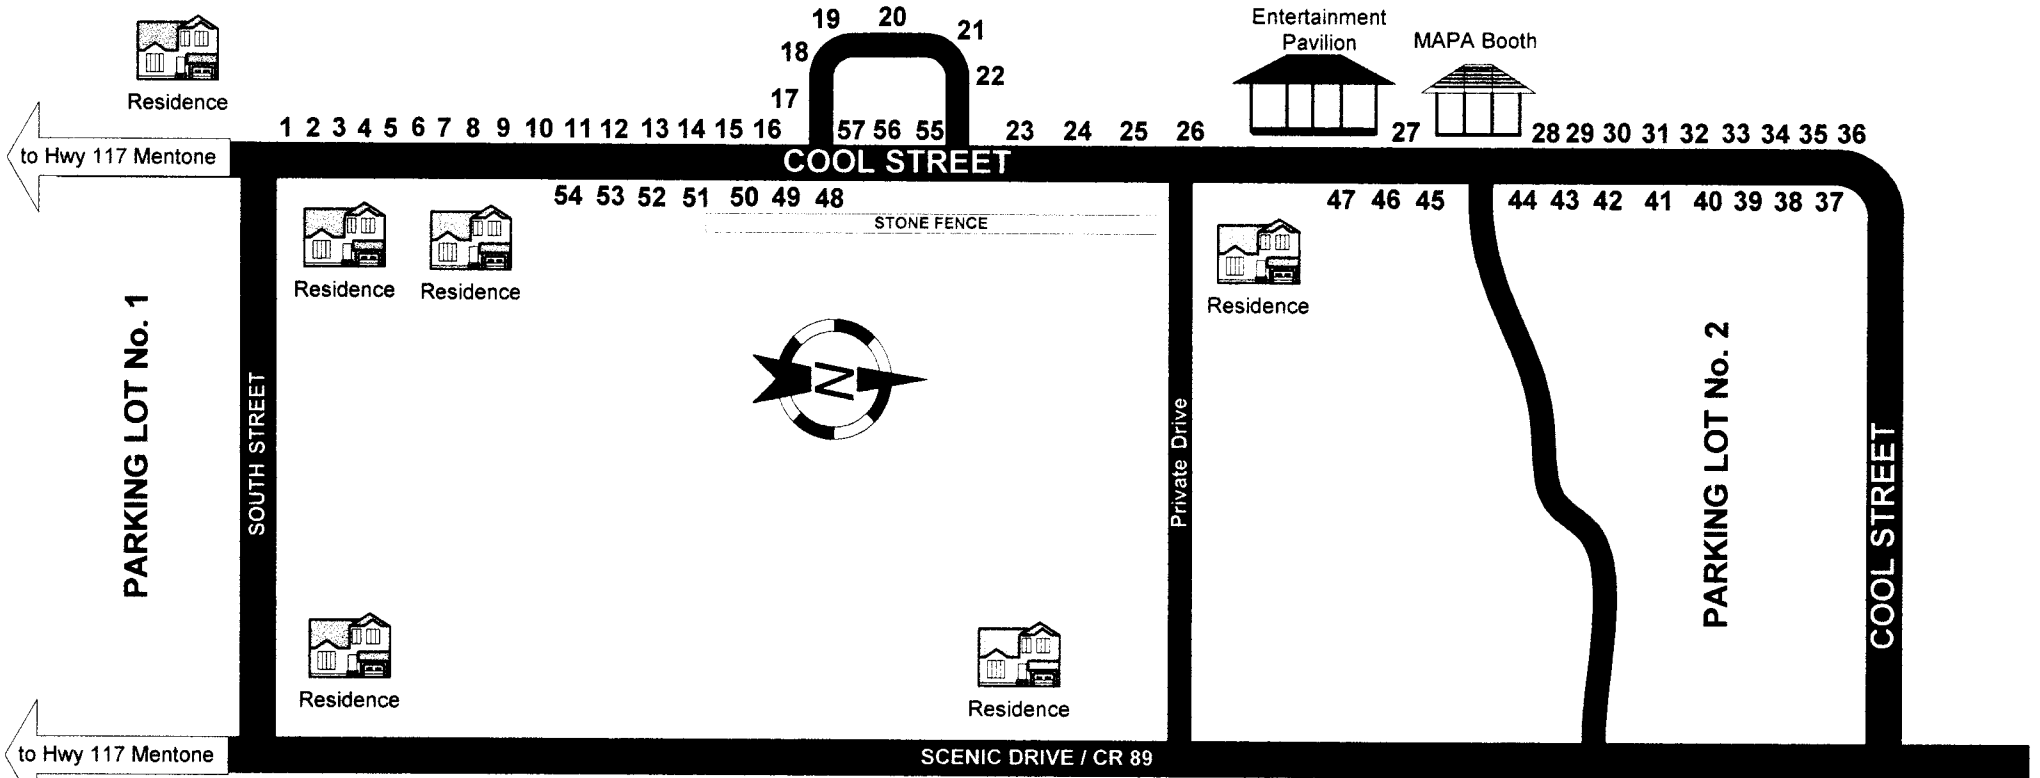 19 20 21
18 22
17
Entertainment
Pavilion
MAPA Booth
Residence
1 2 3 4 5 6 7 8 9 10 11 12 13 14 15 16 57 56 55 23 24 25 26 27 28 29 30 31 32 33 34 35 36
to Hwy 117 Mentone
COOL STREET
54 53 52 51 50 49 48 47 46 45 44 43 42 41 40 39 38 37
STONE FENCE
Residence
Residence
Residence
PARKING LOT No. 1
SOUTH STREET
N
Private Drive
PARKING LOT No. 2
COOL STREET
Residence
Residence
to Hwy 117 Mentone
SCENIC DRIVE / CR 89